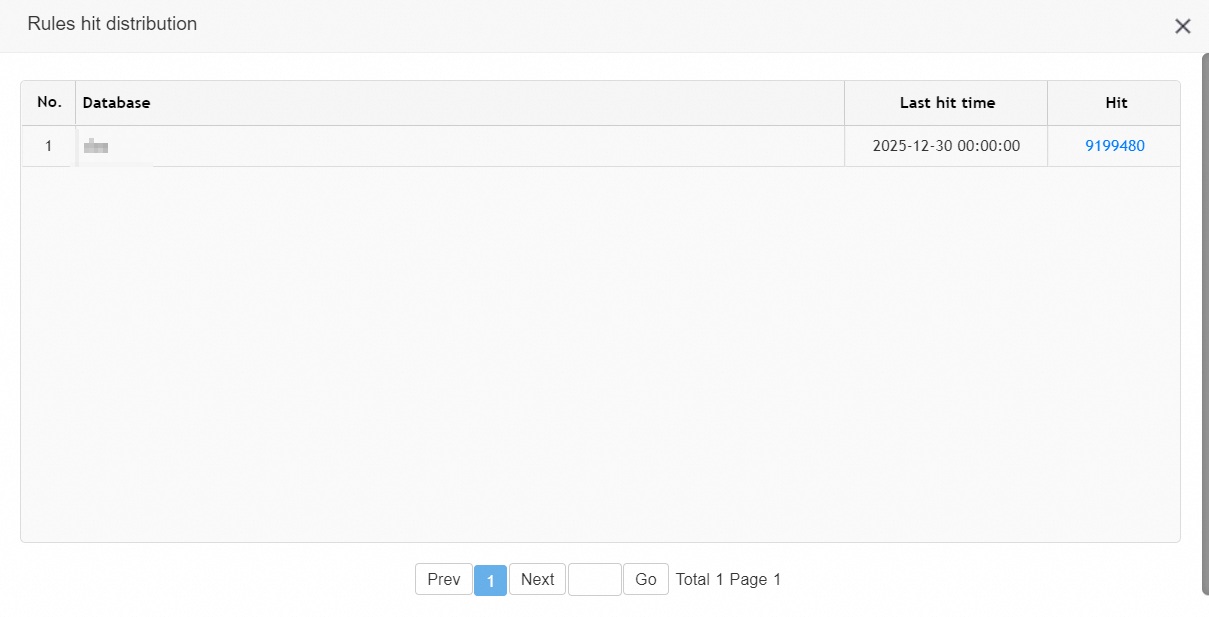 Rules hit distribution
No. Database Last hit time Hit
1 2025-12-30 00:00:00 9199480
Prev 1 Next Go Total 1 Page 1